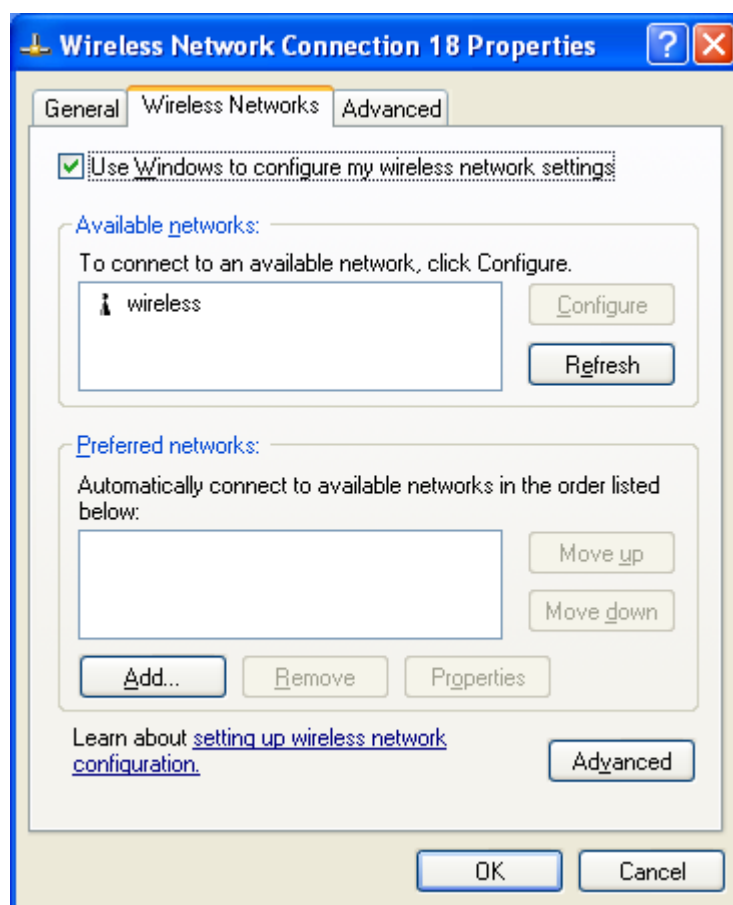 Wireless Network Connection 18 Properties
General Wireless Networks Advanced
Use Windows to configure my wireless network settings
Available networks:
To connect to an available network, click Configure.
wireless
Configure
Refresh
Preferred networks:
Automatically connect to available networks in the order listed
below:
Move up
Move down
Add... Remove Properties
Learn about setting up wireless network
configuration.
Advanced
OK Cancel